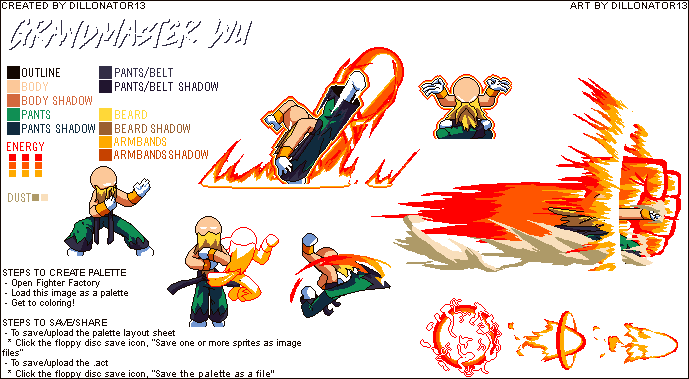 CREATED BY DILLONATOR13
ART BY DILLONATOR13
GRANDMASTER WU
OUTLINE
BODY
BODY SHADOW
PANTS
PANTS SHADOW
PANTS/BELT
PANTS/BELT SHADOW
BEARD
BEARD SHADOW
ARMBANDS
ARMBANDS SHADOW
ENERGY
DUST
STEPS TO CREATE PALETTE
- Open Fighter Factory
- Load this image as a palette
- Get to coloring!
STEPS TO SAVE/SHARE
- To save/upload the palette layout sheet
* Click the floppy disc save icon, "Save one or more sprites as image
files"
- To save/upload the .act
* Click the floppy disc save icon, "Save the palette as a file"